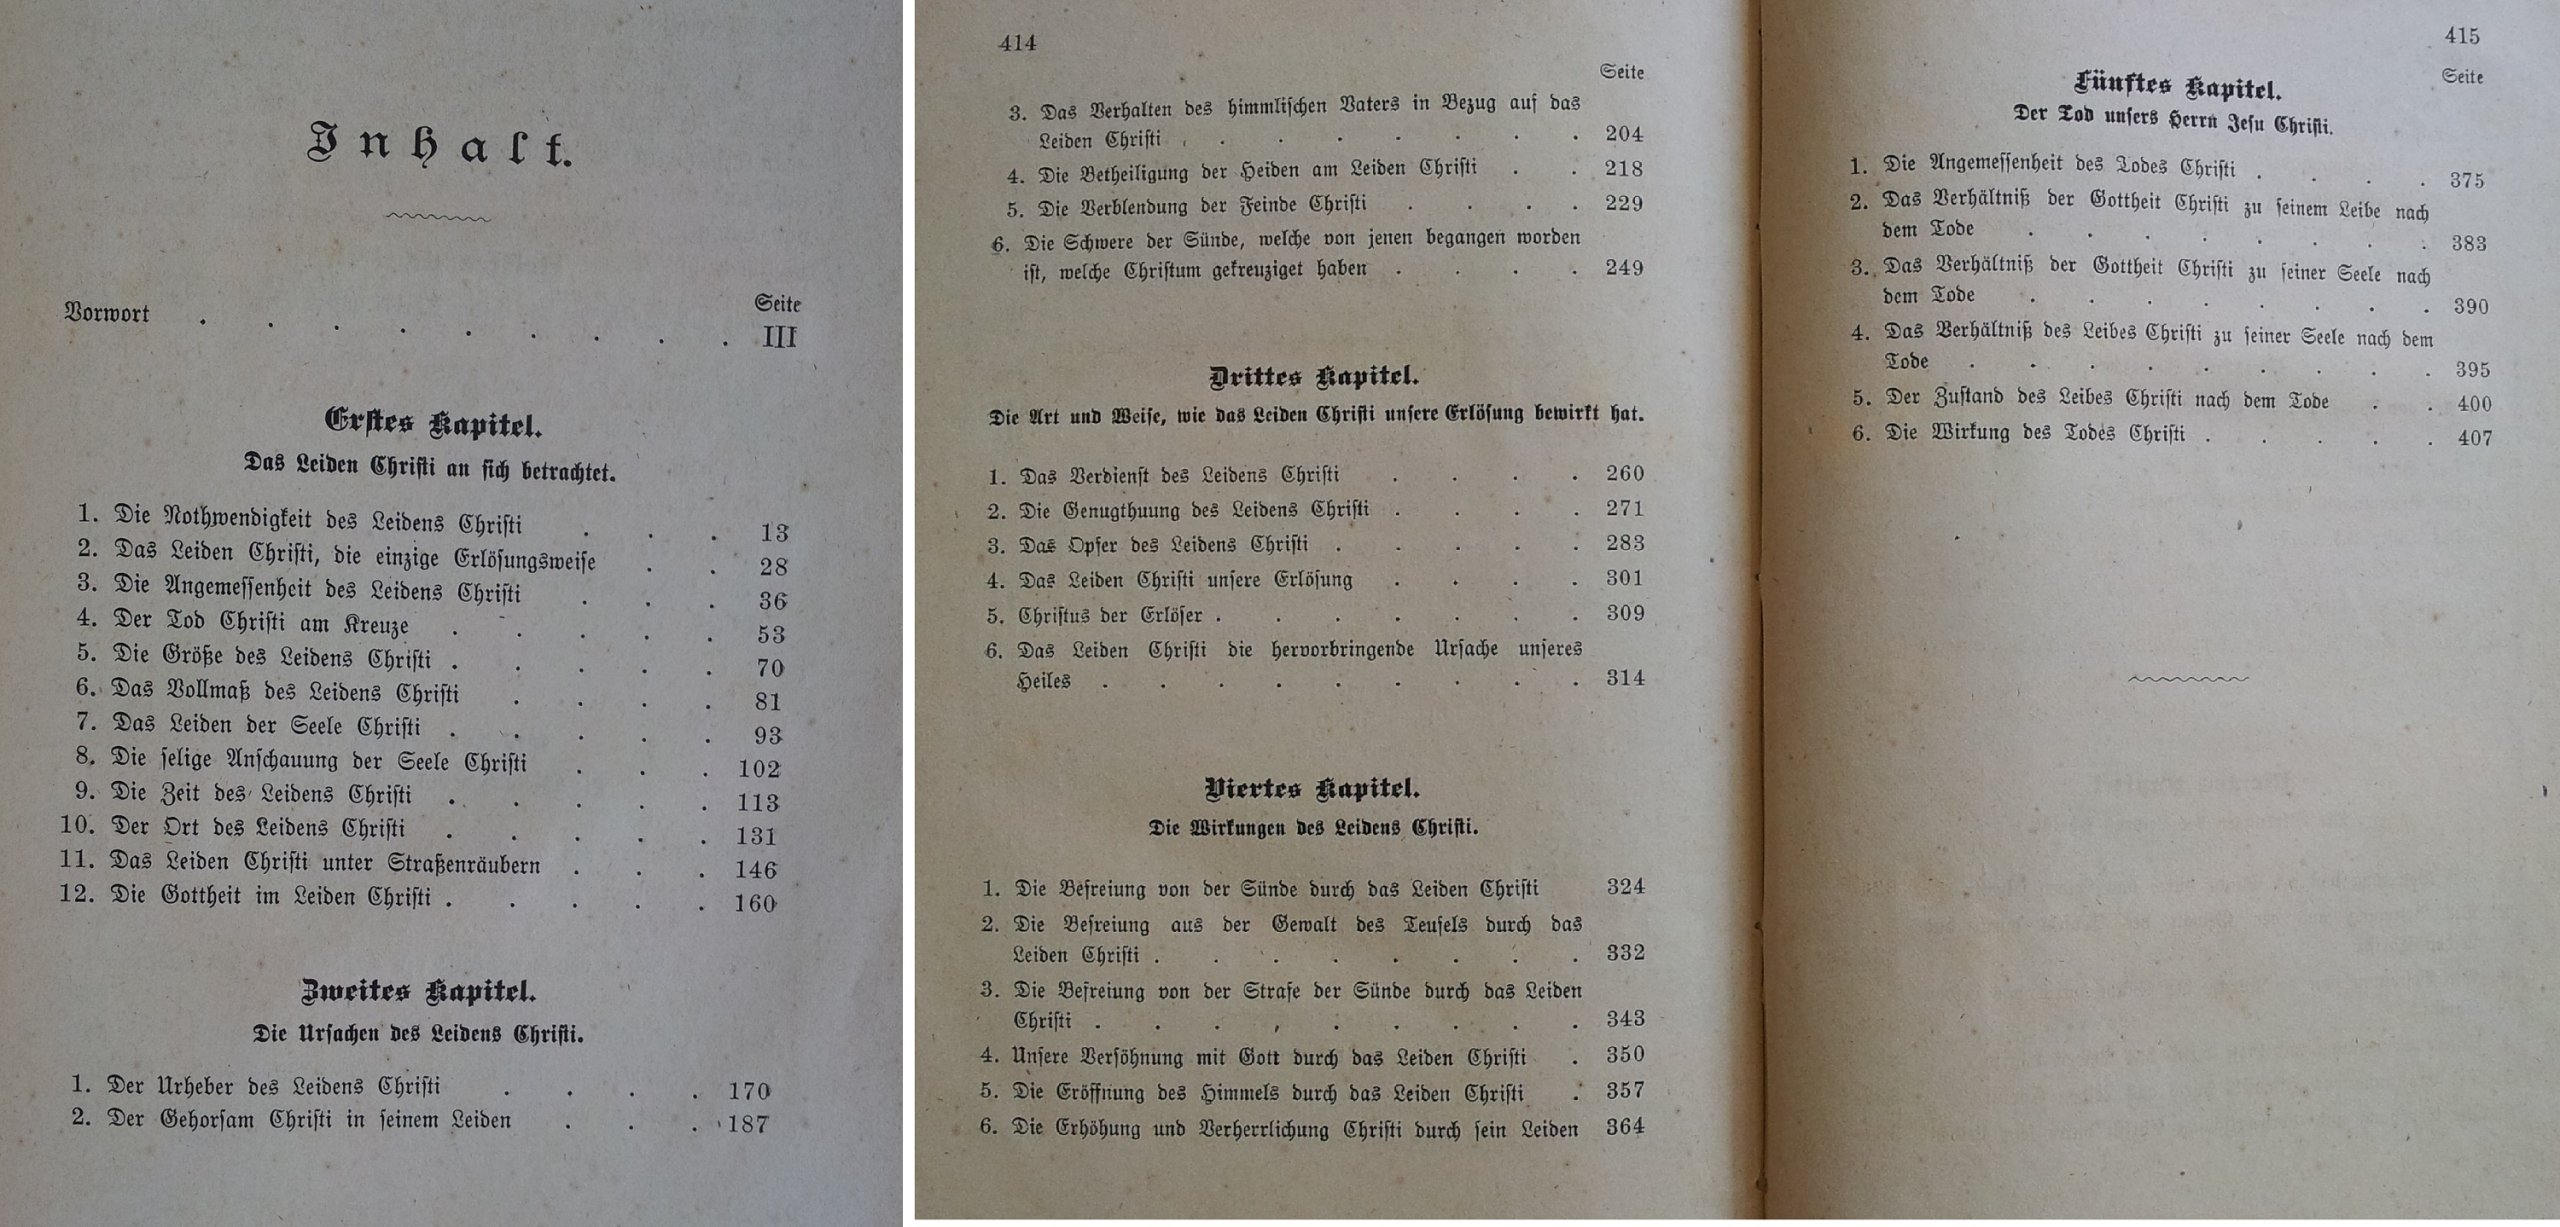 Inhalt.
Seite
Vorwort . . . . . . . . . III
Erstes Kapitel.
Das Leiden Christi an sich betrachtet.
1. Die Nothwendigkeit des Leidens Christi . . . 13
2. Das Leiden Christi, die einzige Erlösungsweise . . 28
3. Die Angemessenheit des Leidens Christi . . . 36
4. Der Tod Christi am Kreuze . . . . . 53
5. Die Größe des Leidens Christi . . . . . 70
6. Das Vollmaß des Leidens Christi . . . . 81
7. Das Leiden der Seele Christi . . . . . 93
8. Die selige Anschauung der Seele Christi . . . 102
9. Die Zeit des Leidens Christi . . . . . 113
10. Der Ort des Leidens Christi . . . . . 131
11. Das Leiden Christi unter Straßenräubern . . . 146
12. Die Gottheit im Leiden Christi . . . . . 160
Zweites Kapitel.
Die Ursachen des Leidens Christi.
1. Der Urheber des Leidens Christi . . . . 170
2. Der Gehorsam Christi in seinem Leiden . . . 187
414
Seite
3. Das Verhalten des himmlischen Vaters in Bezug auf das
Leiden Christi . . . . . . . . 204
4. Die Betheiligung der Heiden am Leiden Christi . . 218
5. Die Verblendung der Feinde Christi . . . . 229
6. Die Schwere der Sünde, welche von jenen begangen worden
ist, welche Christum gekreuziget haben . . . . 249
Drittes Kapitel.
Die Art und Weise, wie das Leiden Christi unsere Erlösung bewirkt hat.
1. Das Verdienst des Leidens Christi . . . . 260
2. Die Genugthuung des Leidens Christi . . . . 271
3. Das Opfer des Leidens Christi . . . . . 283
4. Das Leiden Christi unsere Erlösung . . . . 301
5. Christus der Erlöser . . . . . . . 309
6. Das Leiden Christi die hervorbringende Ursache unseres
Heiles . . . . . . . . . 314
Viertes Kapitel.
Die Wirkungen des Leidens Christi.
1. Die Befreiung von der Sünde durch das Leiden Christi 324
2. Die Befreiung aus der Gewalt des Teufels durch das
Leiden Christi . . . . . . . . 332
3. Die Befreiung von der Strafe der Sünde durch das Leiden
Christi . . . . . . . . . 343
4. Unsere Versöhnung mit Gott durch das Leiden Christi . 350
5. Die Eröffnung des Himmels durch das Leiden Christi . 357
6. Die Erhöhung und Verherrlichung Christi durch sein Leiden 364
415
Seite
Fünftes Kapitel.
Der Tod unsers Herrn Jesu Christi.
1. Die Angemessenheit des Todes Christi . . . . 375
2. Das Verhältniß der Gottheit Christi zu seinem Leibe nach
dem Tode . . . . . . . . 383
3. Das Verhältniß der Gottheit Christi zu seiner Seele nach
dem Tode . . . . . . . . 390
4. Das Verhältniß des Leibes Christi zu seiner Seele nach dem
Tode . . . . . . . . . 395
5. Der Zustand des Leibes Christi nach dem Tode . . 400
6. Die Wirkung des Todes Christi . . . . . 407